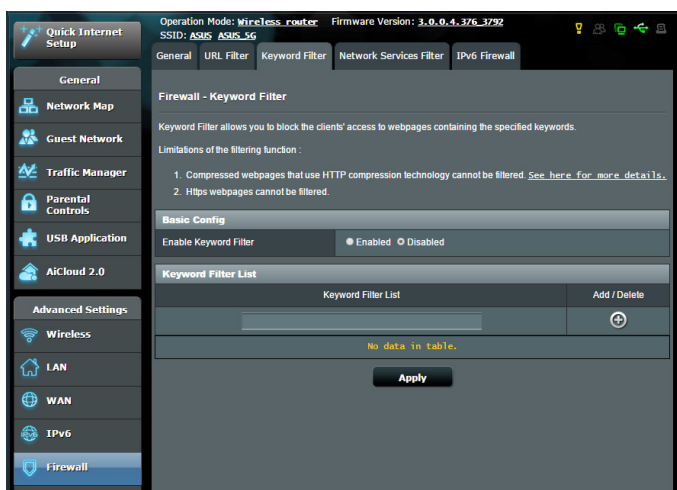 Quick Internet
Setup
Operation Mode: Wireless router Firmware Version: 3.0.0.4.376_3792
SSID: ASUS ASUS_5G
General URL Filter Keyword Filter Network Services Filter IPv6 Firewall
General
Network Map
Guest Network
Traffic Manager
Parental
Controls
USB Application
AiCloud 2.0
Advanced Settings
Wireless
LAN
WAN
IPv6
Firewall
Firewall - Keyword Filter
Keyword Filter allows you to block the clients' access to webpages containing the specified keywords.
Limitations of the filtering function :
1. Compressed webpages that use HTTP compression technology cannot be filtered. See here for more details.
2. Https webpages cannot be filtered.
Basic Config
Enable Keyword Filter Enabled Disabled
Keyword Filter List
Keyword Filter List Add / Delete
No data in table.
Apply